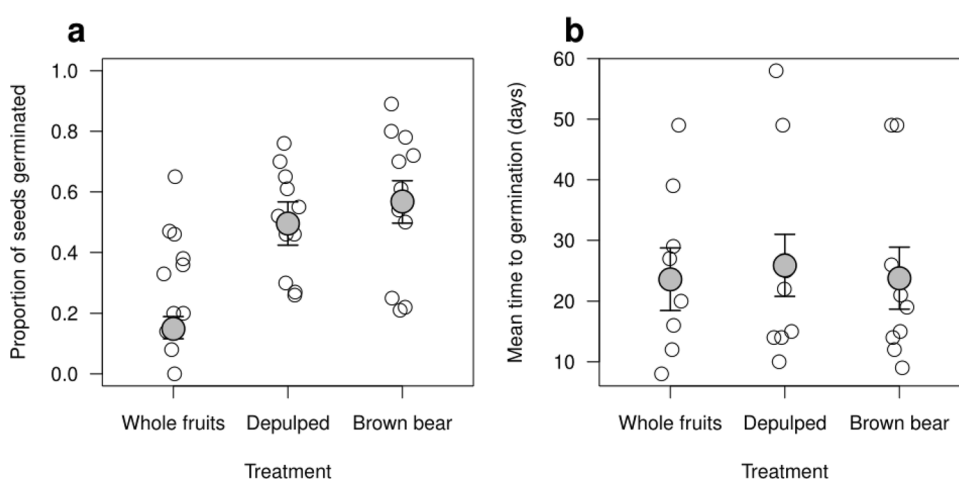 a
Proportion of seeds germinated
1.0
0.8
0.6
0.4
0.2
0.0
Whole fruits Depulped Brown bear
Treatment
b
Mean time to germination (days)
60
50
40
30
20
10
Whole fruits Depulped Brown bear
Treatment